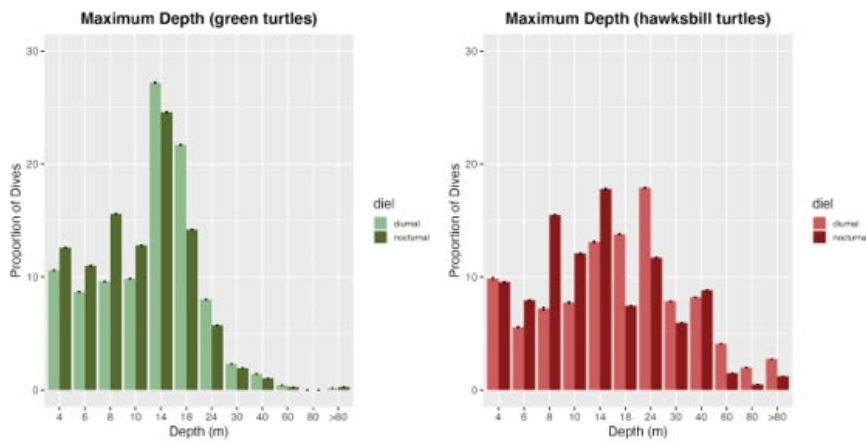 Maximum Depth (green turtles)
30
20
10
0
Proportion of Dives
4 6 8 10 14 18 24 30 40 60 80 >80
Depth (m)
diel
diurnal
nocturnal
Maximum Depth (hawksbill turtles)
30
20
10
0
Proportion of Dives
4 6 8 10 14 18 24 30 40 60 80 >80
Depth (m)
diel
diurnal
nocturnal